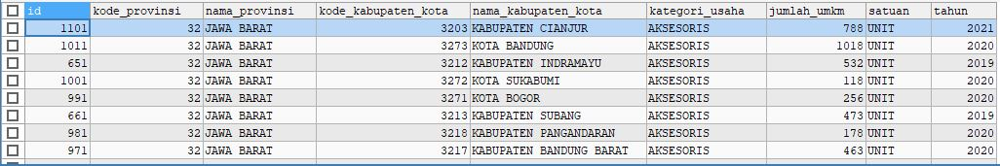 id kode_provinsi nama_provinsi kode_kabupaten_kota nama_kabupaten_kota kategori_usaha jumlah_umkm satuan tahun
1101 32 JAWA BARAT 3203 KABUPATEN CIANJUR AKSESORIS 788 UNIT 2021
1011 32 JAWA BARAT 3273 KOTA BANDUNG AKSESORIS 1018 UNIT 2020
651 32 JAWA BARAT 3212 KABUPATEN INDRAMAYU AKSESORIS 532 UNIT 2019
1001 32 JAWA BARAT 3272 KOTA SUKABUMI AKSESORIS 118 UNIT 2020
991 32 JAWA BARAT 3271 KOTA BOGOR AKSESORIS 256 UNIT 2020
661 32 JAWA BARAT 3213 KABUPATEN SUBANG AKSESORIS 473 UNIT 2019
981 32 JAWA BARAT 3218 KABUPATEN PANGANDARAN AKSESORIS 178 UNIT 2020
971 32 JAWA BARAT 3217 KABUPATEN BANDUNG BARAT AKSESORIS 463 UNIT 2020